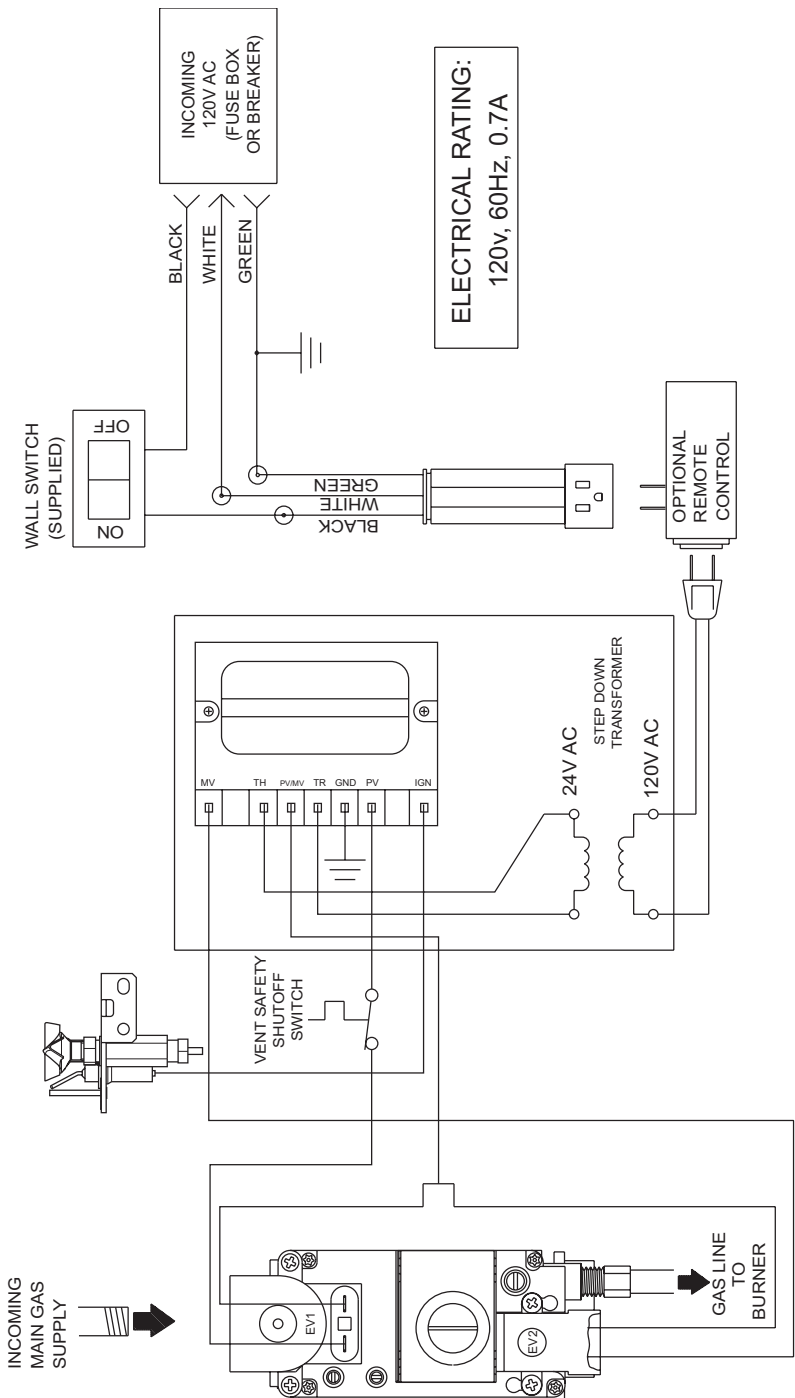 INCOMING
MAIN GAS
SUPPLY
EV1
EV2
GAS LINE
TO
BURNER
VENT SAFETY
SHUTOFF
SWITCH
MV
TH
PV/MV
TR
GND
PV
IGN
24V AC
STEP DOWN
TRANSFORMER
120V AC
WALL SWITCH
(SUPPLIED)
ON
OFF
BLACK
WHITE
GREEN
BLACK
WHITE
GREEN
INCOMING
120V AC
(FUSE BOX
OR BREAKER)
OPTIONAL
REMOTE
CONTROL
ELECTRICAL RATING:
120v, 60Hz, 0.7A